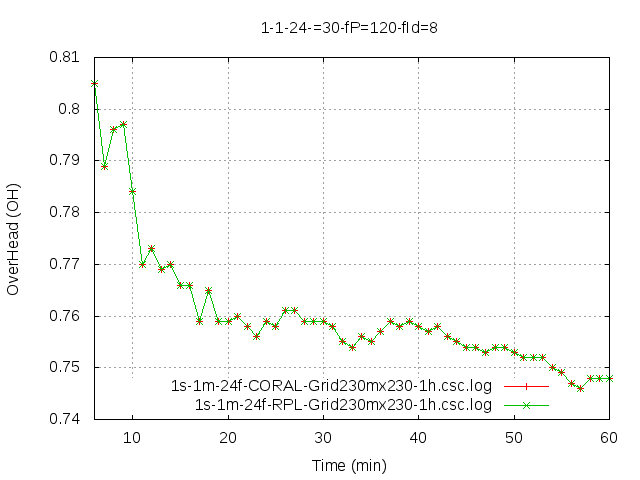 1-1-24-=30-fP=120-fId=8
0.81
0.8
0.79
0.78
0.77
0.76
0.75
0.74
OverHead (OH)
1s-1m-24f-CORAL-Grid230mx230-1h.csc.log
1s-1m-24f-RPL-Grid230mx230-1h.csc.log
10 20 30 40 50 60
Time (min)